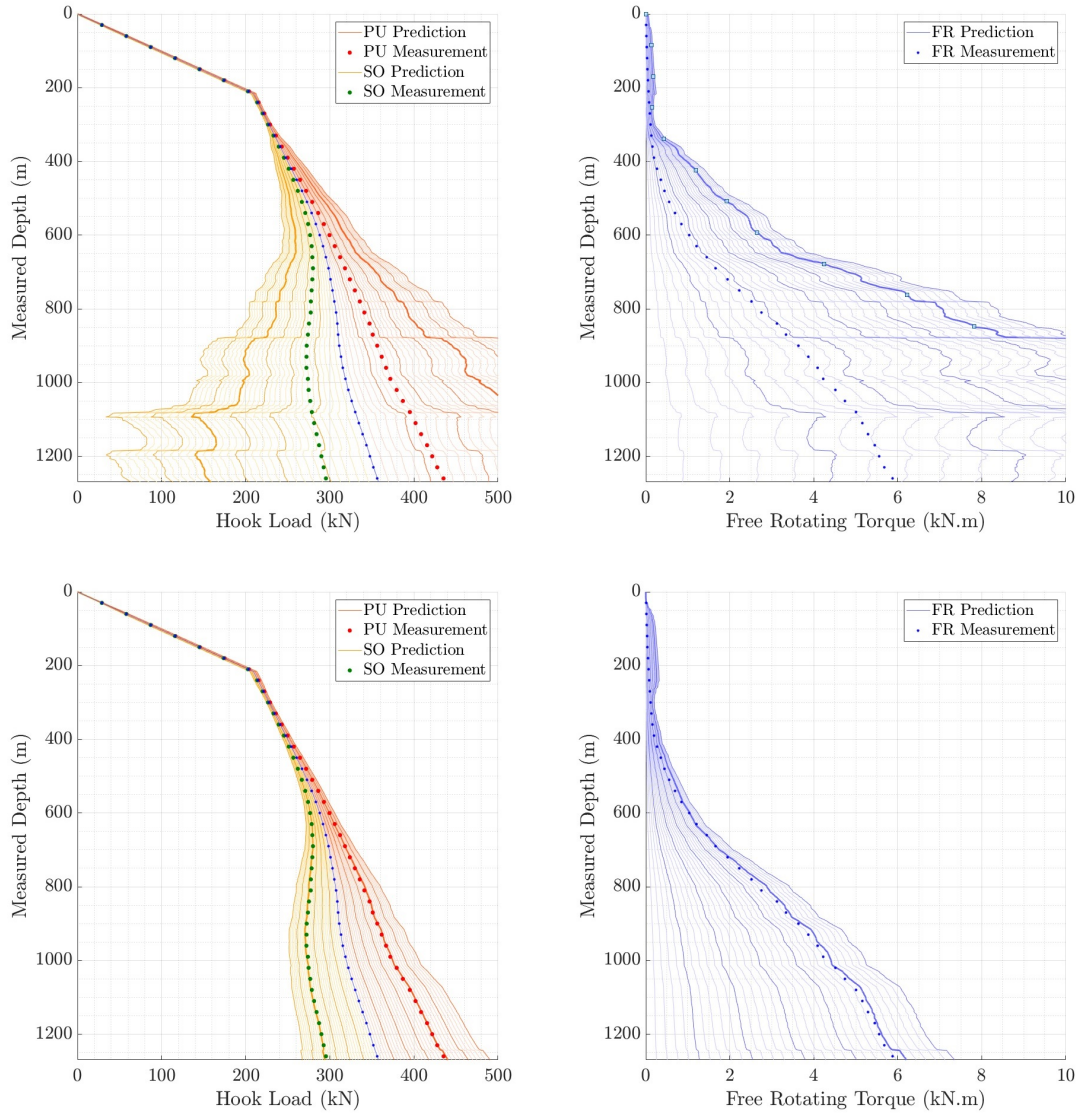 0
200
400
600
800
1000
1200
Measured Depth (m)
0
100
200
300
400
500
Hook Load (kN)
PU Prediction
PU Measurement
SO Prediction
SO Measurement
0
200
400
600
800
1000
1200
Measured Depth (m)
0
2
4
6
8
10
Free Rotating Torque (kN.m)
FR Prediction
FR Measurement
0
200
400
600
800
1000
1200
Measured Depth (m)
0
100
200
300
400
500
Hook Load (kN)
PU Prediction
PU Measurement
SO Prediction
SO Measurement
0
200
400
600
800
1000
1200
Measured Depth (m)
0
2
4
6
8
10
Free Rotating Torque (kN.m)
FR Prediction
FR Measurement